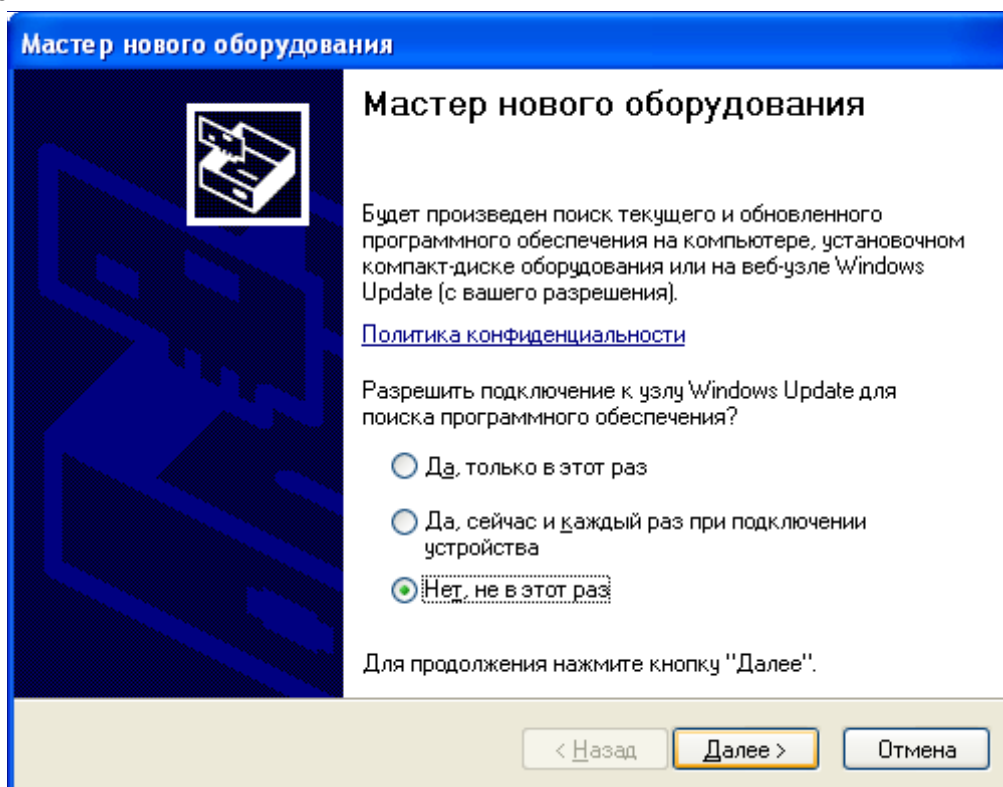 Мастер нового оборудования
Мастер нового оборудования
Будет произведен поиск текущего и обновленного
программного обеспечения на компьютере, установочном
компакт-диске оборудования или на веб-узле Windows
Update (с вашего разрешения).
Политика конфиденциальности
Разрешить подключение к узлу Windows Update для
поиска программного обеспечения?
Да, только в этот раз
Да, сейчас и каждый раз при подключении
устройства
Нет, не в этот раз
Для продолжения нажмите кнопку "Далее".
< Назад
Далее >
Отмена